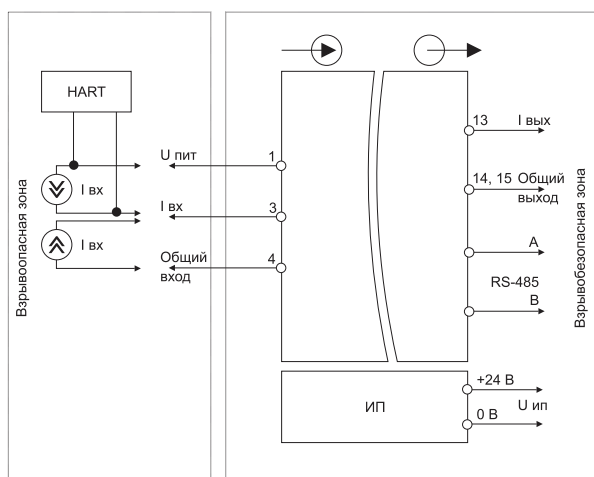 Взрывоопасная зона
HART
I вх
I вх
U пит
I вх
Общий
вход
1
3
4
13
I вых
14, 15 Общий
выход
A
RS-485
B
ИП
+24 В
U ип
0 В
Взрывобезопасная зона